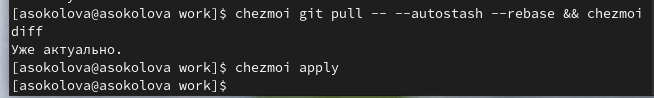 [asokolova@asokolova work]$ chezmoi git pull -- --autostash --rebase && chezmoi
diff
Уже актуально.
[asokolova@asokolova work]$ chezmoi apply
[asokolova@asokolova work]$